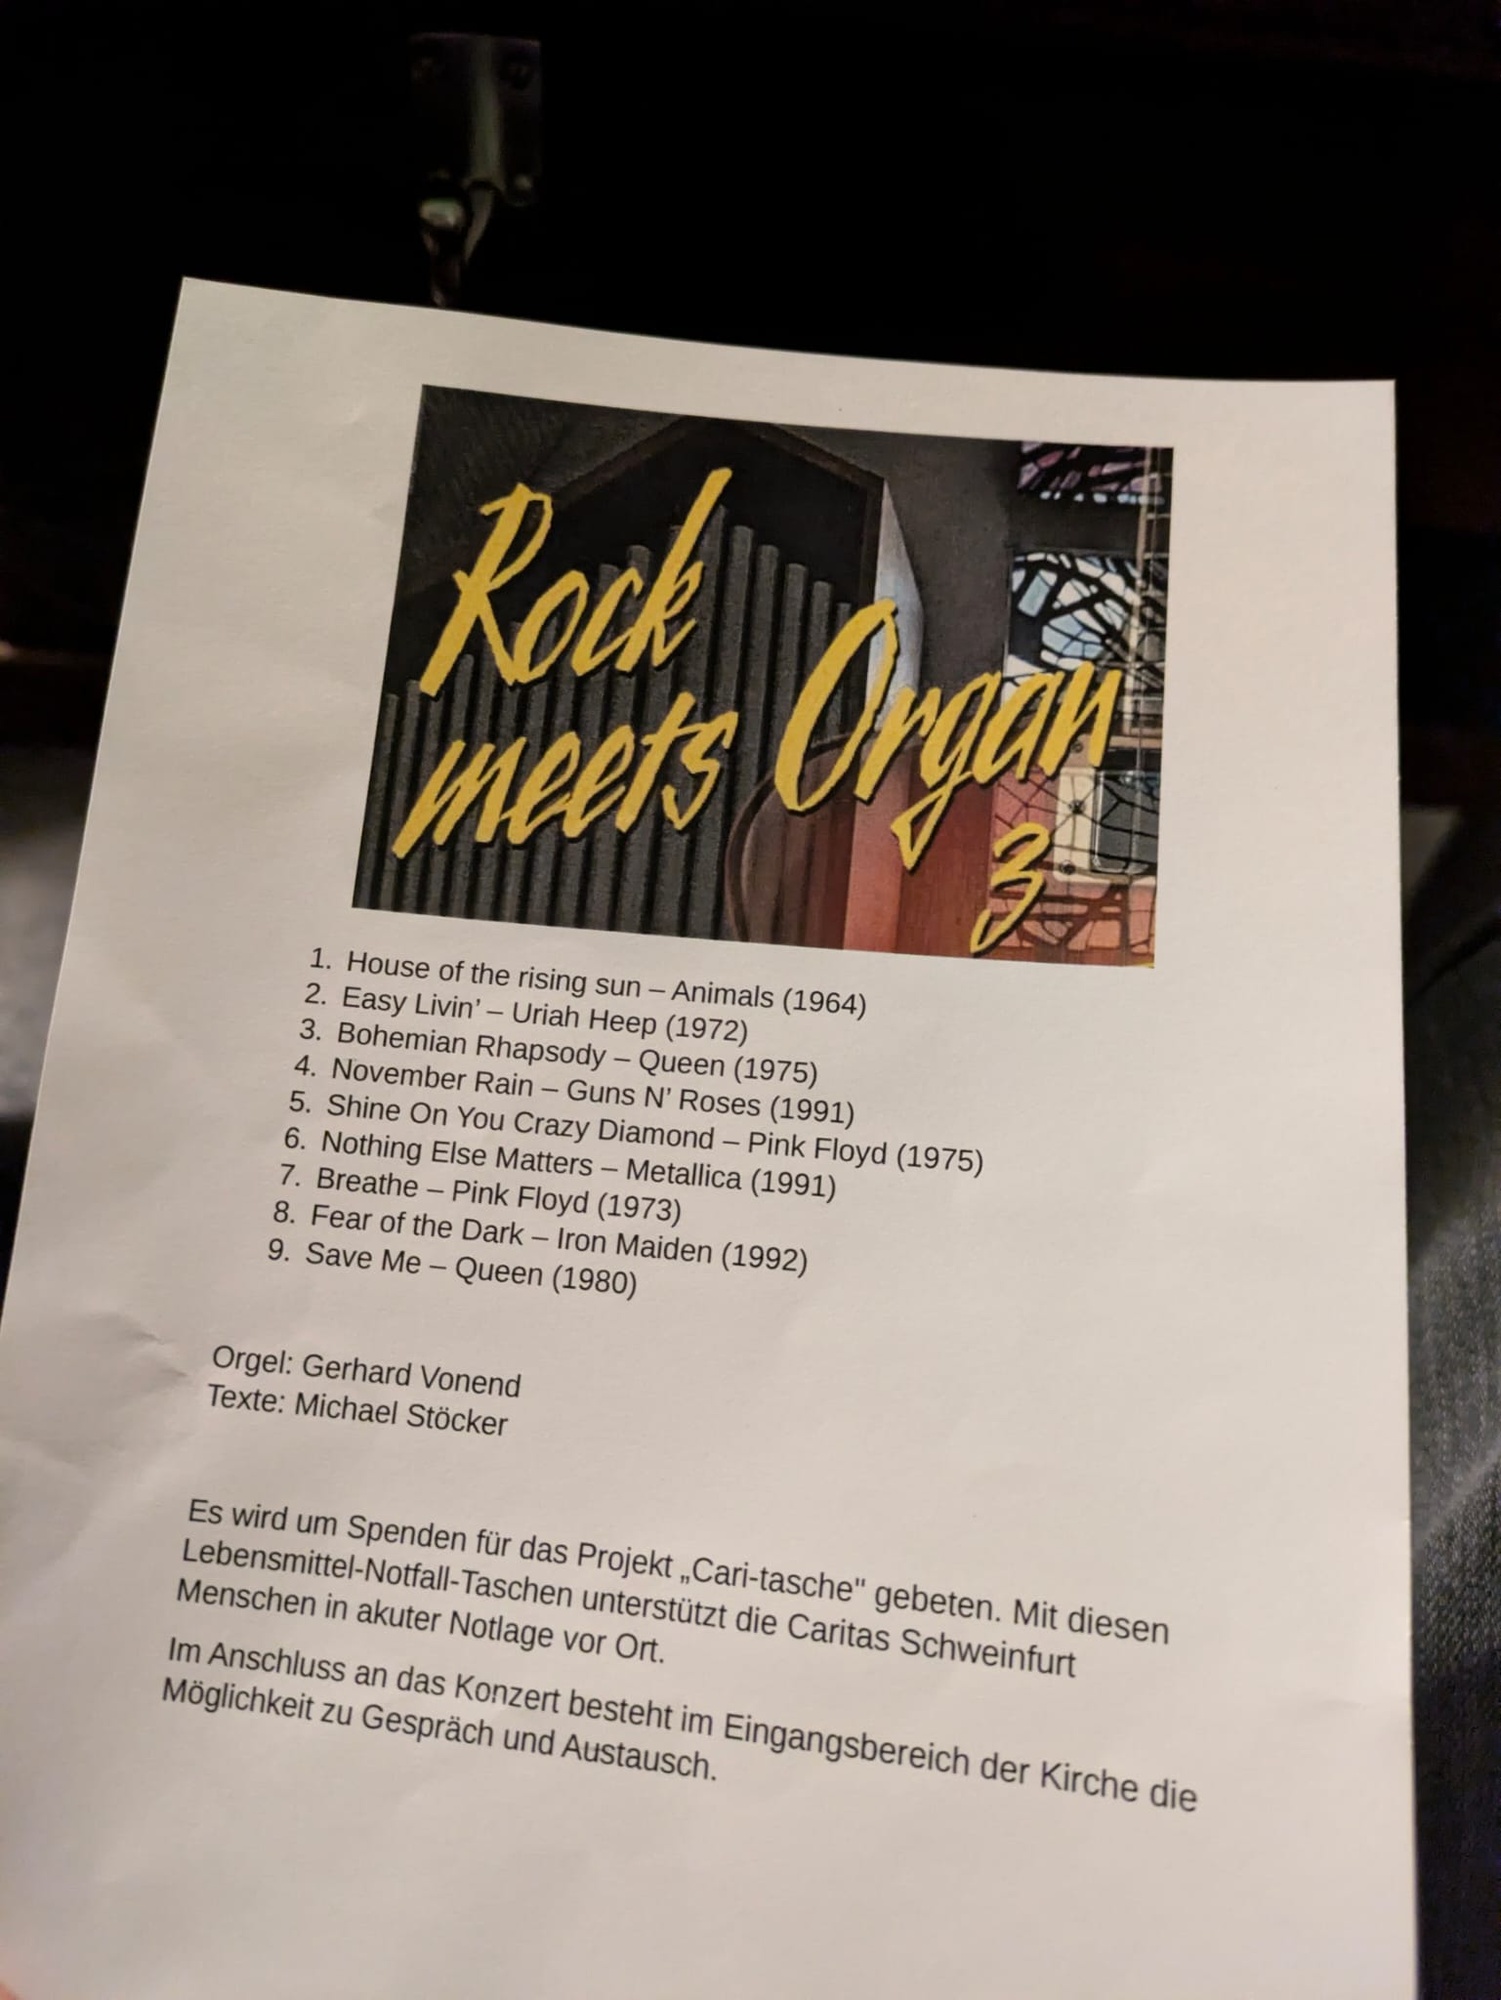 Rock
meets Organ
3
1. House of the rising sun – Animals (1964)
2. Easy Livin’ – Uriah Heep (1972)
3. Bohemian Rhapsody – Queen (1975)
4. November Rain – Guns N’ Roses (1991)
5. Shine On You Crazy Diamond – Pink Floyd (1975)
6. Nothing Else Matters – Metallica (1991)
7. Breathe – Pink Floyd (1973)
8. Fear of the Dark – Iron Maiden (1992)
9. Save Me – Queen (1980)
Orgel: Gerhard Vonend
Texte: Michael Stöcker
Es wird um Spenden für das Projekt „Cari-tasche" gebeten. Mit diesen
Lebensmittel-Notfall-Taschen unterstützt die Caritas Schweinfurt
Menschen in akuter Notlage vor Ort.
Im Anschluss an das Konzert besteht im Eingangsbereich der Kirche die
Möglichkeit zu Gespräch und Austausch.